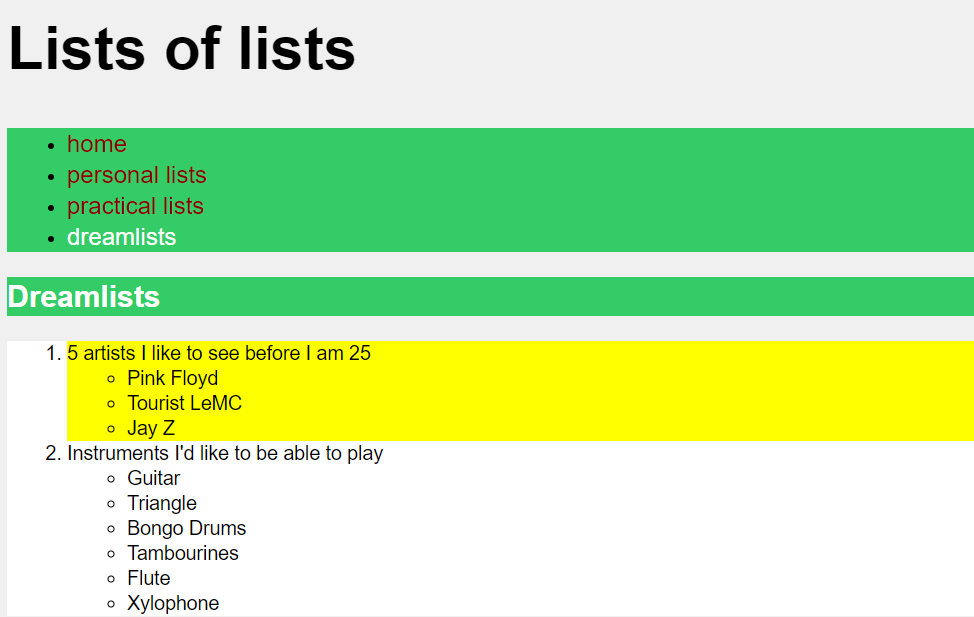 Lists of lists
home
personal lists
practical lists
dreamlists
Dreamlists
1. 5 artists I like to see before I am 25
Pink Floyd
Tourist LeMC
Jay Z
2. Instruments I'd like to be able to play
Guitar
Triangle
Bongo Drums
Tambourines
Flute
Xylophone